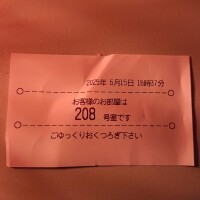 2025年 6月15日 18時37分
お客様のお部屋は
208 号室です
ごゆっくりおくつろぎ下さい